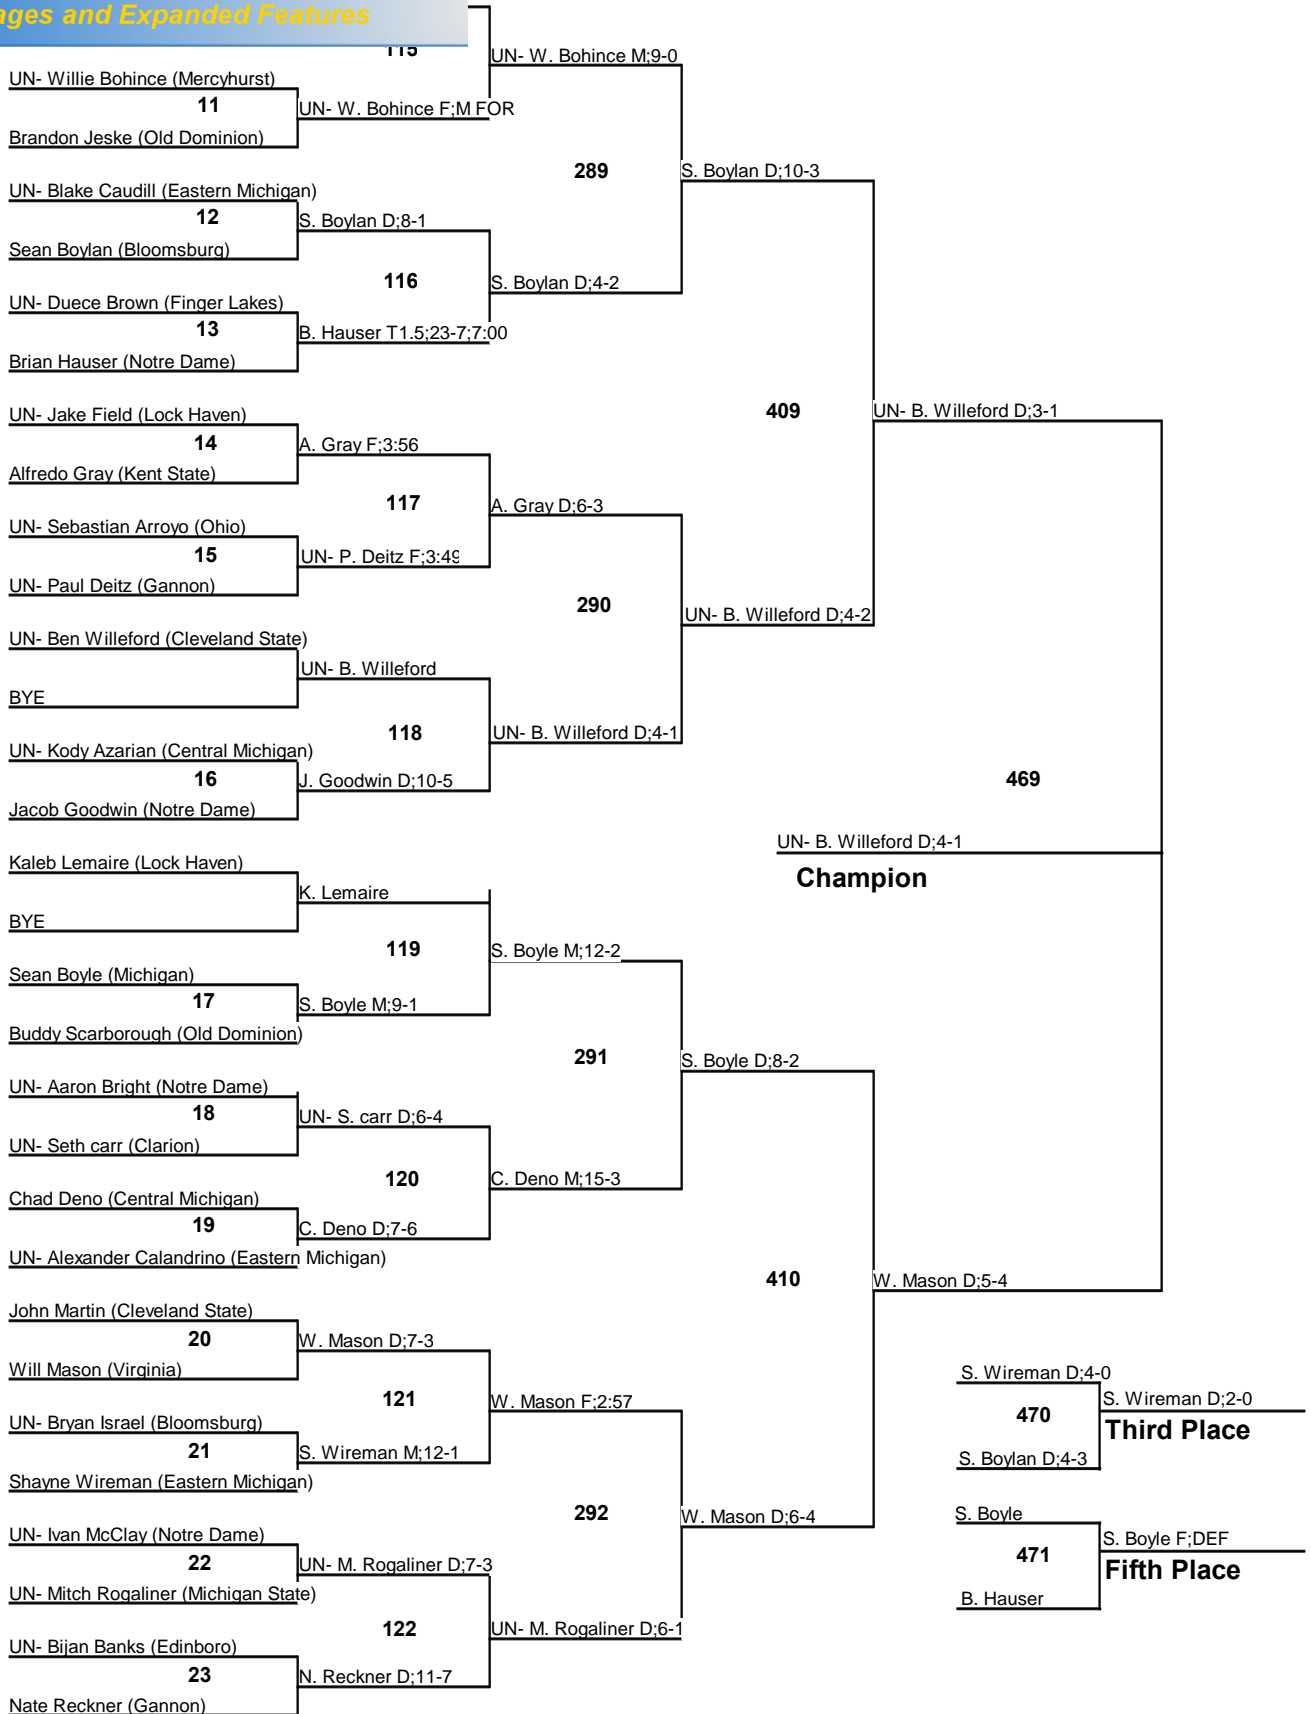 ages and Expanded Features
115
UN- W. Bohince M;9-0
UN- Willie Bohince (Mercyhurst)
11
UN- W. Bohince F;M FOR
Brandon Jeske (Old Dominion)
289
S. Boylan D;10-3
UN- Blake Caudill (Eastern Michigan)
12
S. Boylan D;8-1
Sean Boylan (Bloomsburg)
116
S. Boylan D;4-2
UN- Duece Brown (Finger Lakes)
13
B. Hauser T1.5;23-7;7:00
Brian Hauser (Notre Dame)
409
UN- B. Willeford D;3-1
UN- Jake Field (Lock Haven)
14
A. Gray F;3:56
Alfredo Gray (Kent State)
117
A. Gray D;6-3
UN- Sebastian Arroyo (Ohio)
15
UN- P. Deitz F;3:49
UN- Paul Deitz (Gannon)
290
UN- B. Willeford D;4-2
UN- Ben Willeford (Cleveland State)
UN- B. Willeford
BYE
118
UN- B. Willeford D;4-1
UN- Kody Azarian (Central Michigan)
16
J. Goodwin D;10-5
Jacob Goodwin (Notre Dame)
469
UN- B. Willeford D;4-1
Champion
Kaleb Lemaire (Lock Haven)
K. Lemaire
BYE
119
S. Boyle M;12-2
Sean Boyle (Michigan)
17
S. Boyle M;9-1
Buddy Scarborough (Old Dominion)
291
S. Boyle D;8-2
UN- Aaron Bright (Notre Dame)
18
UN- S. carr D;6-4
UN- Seth carr (Clarion)
120
C. Deno M;15-3
Chad Deno (Central Michigan)
19
C. Deno D;7-6
UN- Alexander Calandrino (Eastern Michigan)
410
W. Mason D;5-4
John Martin (Cleveland State)
20
W. Mason D;7-3
Will Mason (Virginia)
121
W. Mason F;2:57
UN- Bryan Israel (Bloomsburg)
21
S. Wireman M;12-1
Shayne Wireman (Eastern Michigan)
292
W. Mason D;6-4
UN- Ivan McClay (Notre Dame)
22
UN- M. Rogaliner D;7-3
UN- Mitch Rogaliner (Michigan State)
122
UN- M. Rogaliner D;6-1
UN- Bijan Banks (Edinboro)
23
N. Reckner D;11-7
Nate Reckner (Gannon)
S. Wireman D;4-0
470
S. Wireman D;2-0
Third Place
S. Boylan D;4-3
S. Boyle
471
S. Boyle F;DEF
Fifth Place
B. Hauser